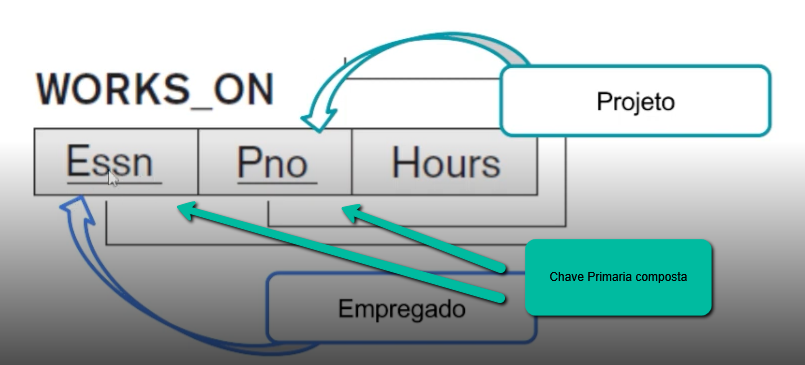 WORKS_ON
Projeto
Essn
Pno
Hours
Chave Primaria composta
Empregado